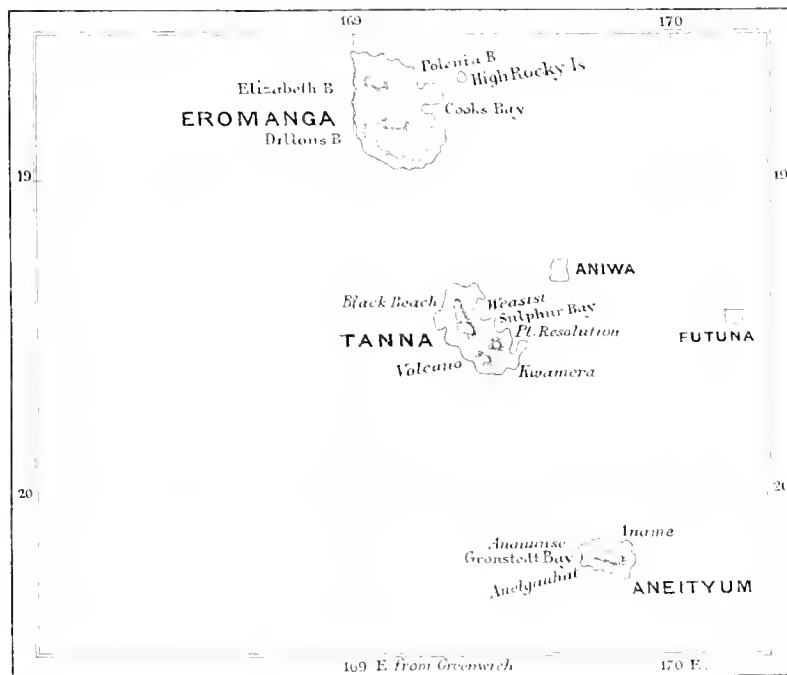 169 170
Polenia B
High Rocky Is
Elizabeth B
Cooks Bay
EROMANGA
Dillons B
19 19
ANIWA
Black Beach
Weasisi
Sulphur Bay
Pt. Resolution
TANNA
FUTUNA
Volcano
Kwamera
20 20
Iname
Gronstedt Bay
Anelgauhat
ANEITYUM
169 E from Greenwich 170 E.